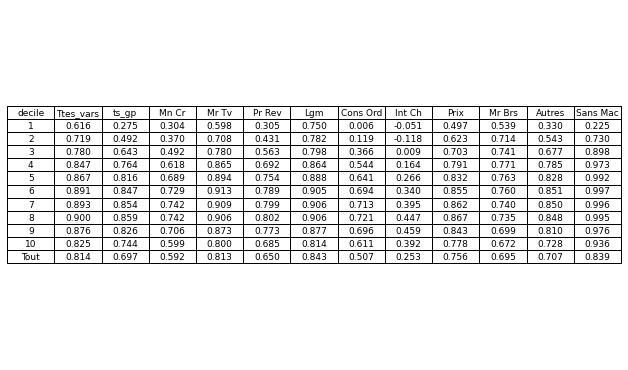 decile Ttes_vars ts_gp Mn Cr Mr Tv Pr Rev Lgm Cons Ord Int Ch Prix Mr Brs Autres Sans Mac
1 0.616 0.275 0.304 0.598 0.305 0.750 0.006 -0.051 0.497 0.539 0.330 0.225
2 0.719 0.492 0.370 0.708 0.431 0.782 0.119 -0.118 0.623 0.714 0.543 0.730
3 0.780 0.643 0.492 0.780 0.563 0.798 0.366 0.009 0.703 0.741 0.677 0.898
4 0.847 0.764 0.618 0.865 0.692 0.864 0.544 0.164 0.791 0.771 0.785 0.973
5 0.867 0.816 0.689 0.894 0.754 0.888 0.641 0.266 0.832 0.763 0.828 0.992
6 0.891 0.847 0.729 0.913 0.789 0.905 0.694 0.340 0.855 0.760 0.851 0.997
7 0.893 0.854 0.742 0.909 0.799 0.906 0.713 0.395 0.862 0.740 0.850 0.996
8 0.900 0.859 0.742 0.906 0.802 0.906 0.721 0.447 0.867 0.735 0.848 0.995
9 0.876 0.826 0.706 0.873 0.773 0.877 0.696 0.459 0.843 0.699 0.810 0.976
10 0.825 0.744 0.599 0.800 0.685 0.814 0.611 0.392 0.778 0.672 0.728 0.936
Tout 0.814 0.697 0.592 0.813 0.650 0.843 0.507 0.253 0.756 0.695 0.707 0.839